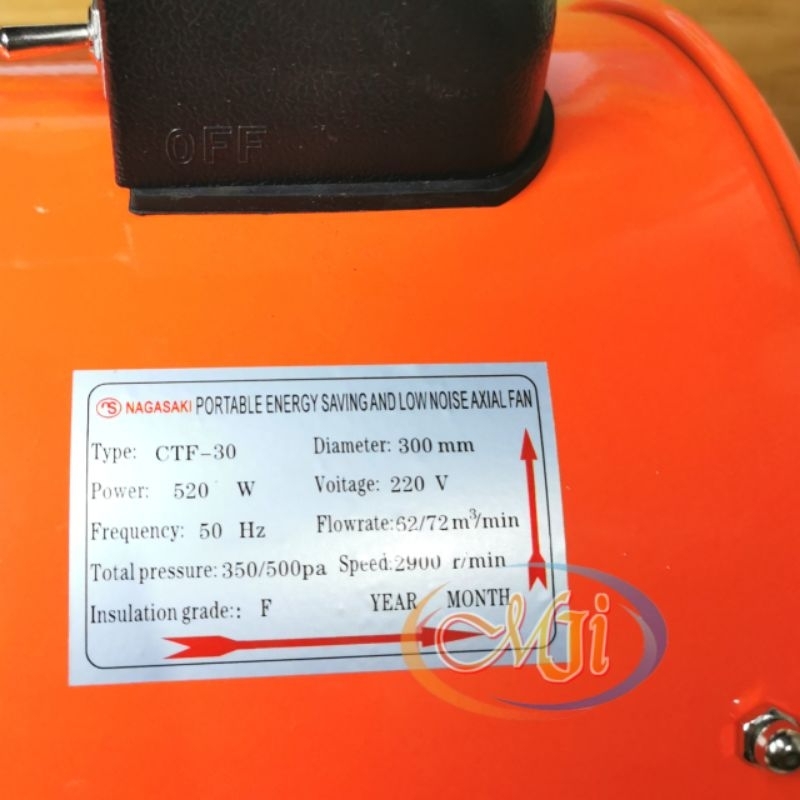 OFF
NS NAGASAKI PORTABLE ENERGY SAVING AND LOW NOISE AXIAL FAN
Type: CTF-30 Diameter: 300 mm
Power: 520 W Voitage: 220 V
Frequency: 50 Hz Flowrate: 62/72 m³/min
Total pressure: 350/500pa Speed: 2900 r/min
Insulation grade:: F YEAR MONTH
MJi